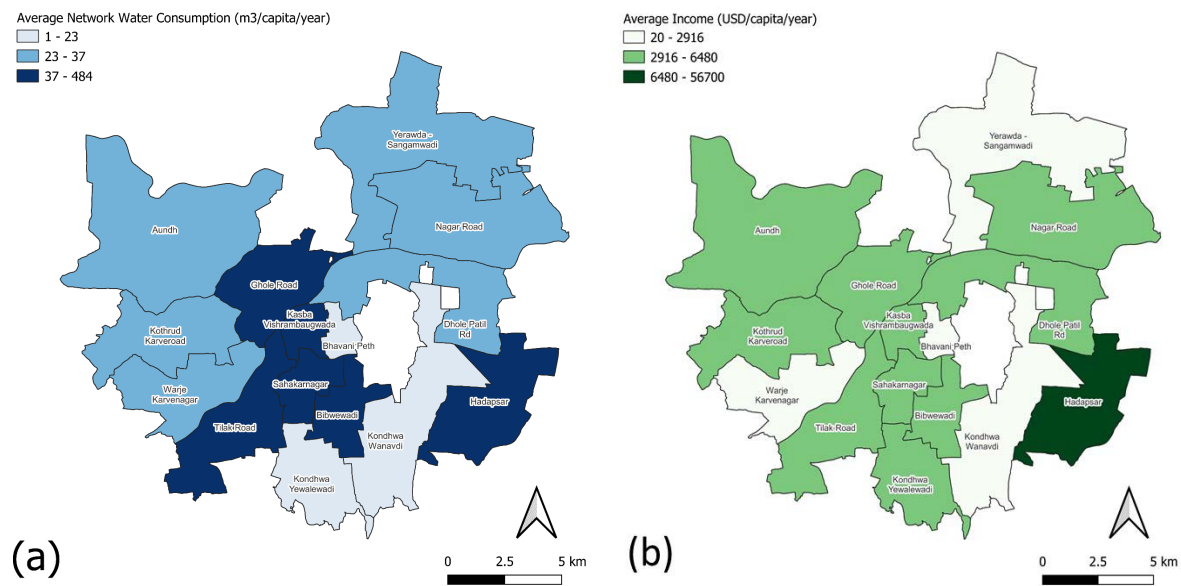 Average Network Water Consumption (m3/capita/year)
1 - 23
23 - 37
37 - 484
Yerawda -
Sangamwadi
Aundh
Nagar Road
Ghole Road
Kasba
Vishrambaugwada
Kothrud
Karveroad
Dhole Patil
Rd
Bhavani Peth
Warje
Karvenagar
Sahakarnagar
Hadapsar
Bibwewadi
Tilak Road
Kondhwa
Wanavdi
Kondhwa
Yewalewadi
(a)
0 2.5 5 km
Average Income (USD/capita/year)
20 - 2916
2916 - 6480
6480 - 56700
Yerawda -
Sangamwadi
Aundh
Nagar Road
Ghole Road
Kasba
Vishrambaugwada
Kothrud
Karveroad
Dhole Patil
Rd
Bhavani Peth
Warje
Karvenagar
Sahakarnagar
Hadapsar
Bibwewadi
Tilak Road
Kondhwa
Wanavdi
Kondhwa
Yewalewadi
(b)
0 2.5 5 km